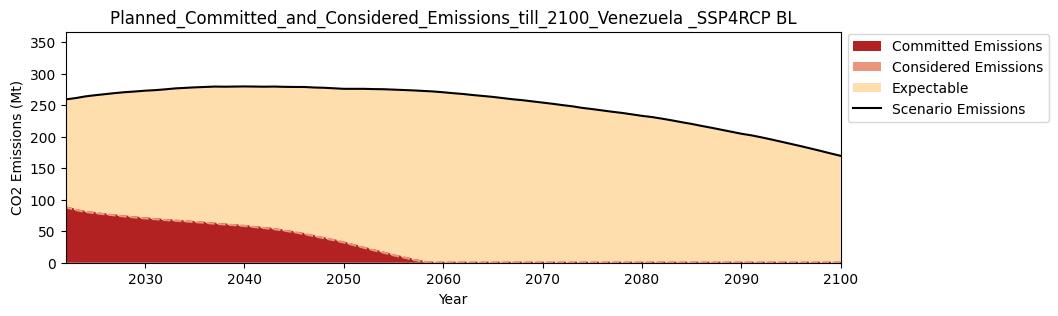 Planned_Committed_and_Considered_Emissions_till_2100_Venezuela _SSP4RCP BL
CO2 Emissions (Mt)
350
300
250
200
150
100
50
0
2030 2040 2050 2060 2070 2080 2090 2100
Year
Committed Emissions
Considered Emissions
Expectable
Scenario Emissions